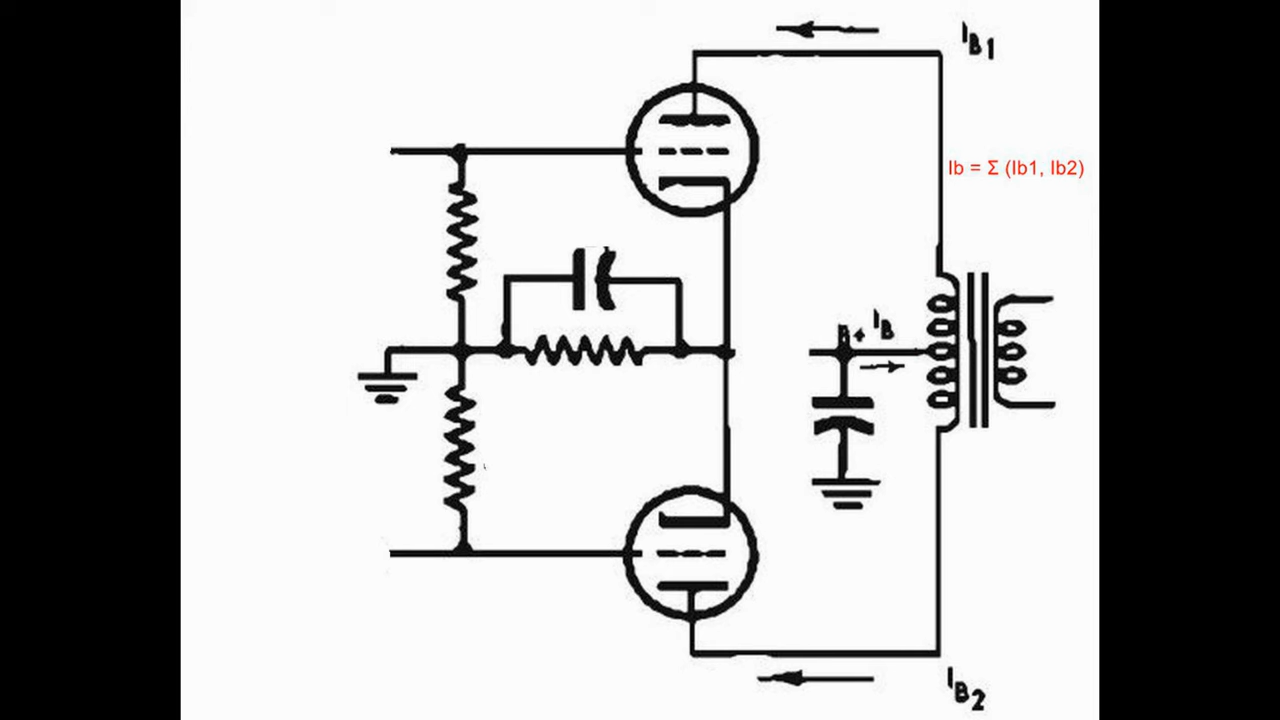 IB1
Ib = Σ (Ib1, Ib2)
B+ IB
IB2